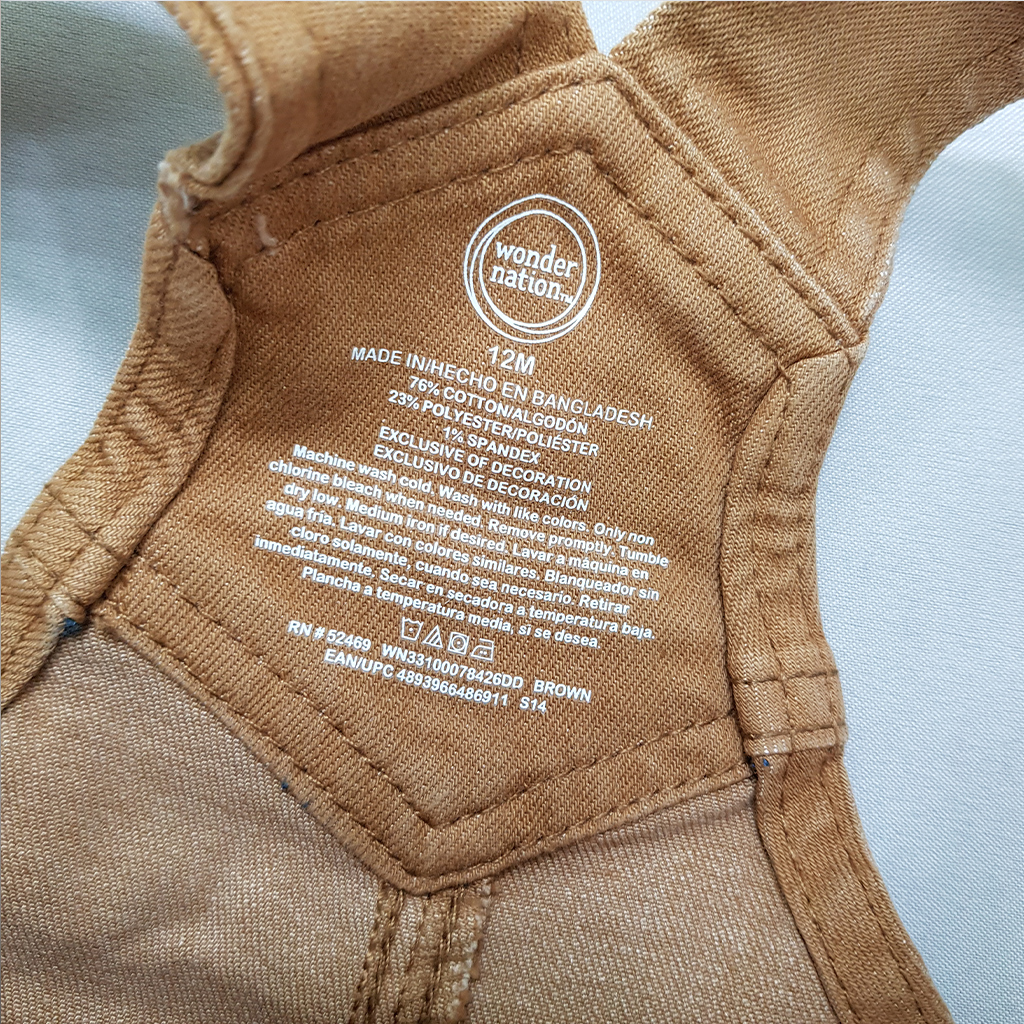 wonder
nation™
12M
MADE IN/HECHO EN BANGLADESH
76% COTTON/ALGODÓN
23% POLYESTER/POLIÉSTER
1% SPANDEX
EXCLUSIVE OF DECORATION
EXCLUSIVO DE DECORACIÓN
Machine wash cold. Wash with like colors. Only non
chlorine bleach when needed. Remove promptly. Tumble
dry low. Medium iron if desired. Lavar a máquina en
agua fría. Lavar con colores similares. Blanqueador sin
cloro solamente, cuando sea necesario. Retirar
inmediatamente. Secar en secadora a temperatura baja.
Plancha a temperatura media, si se desea.
RN # 52469 WN33100078426DD BROWN
EAN/UPC 4893966486911 S14